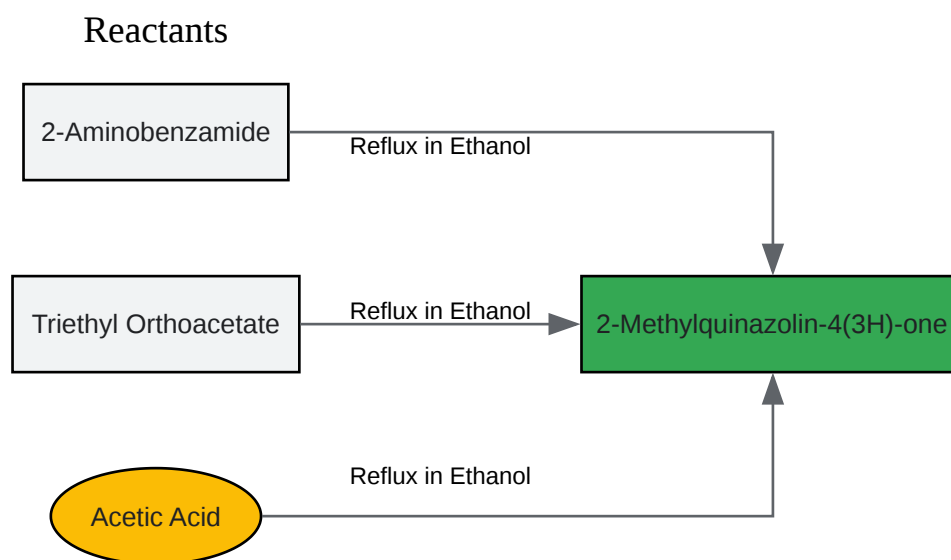 Reactants
2-Aminobenzamide
Reflux in Ethanol
Triethyl Orthoacetate
Reflux in Ethanol
2-Methylquinazolin-4(3H)-one
Reflux in Ethanol
Acetic Acid